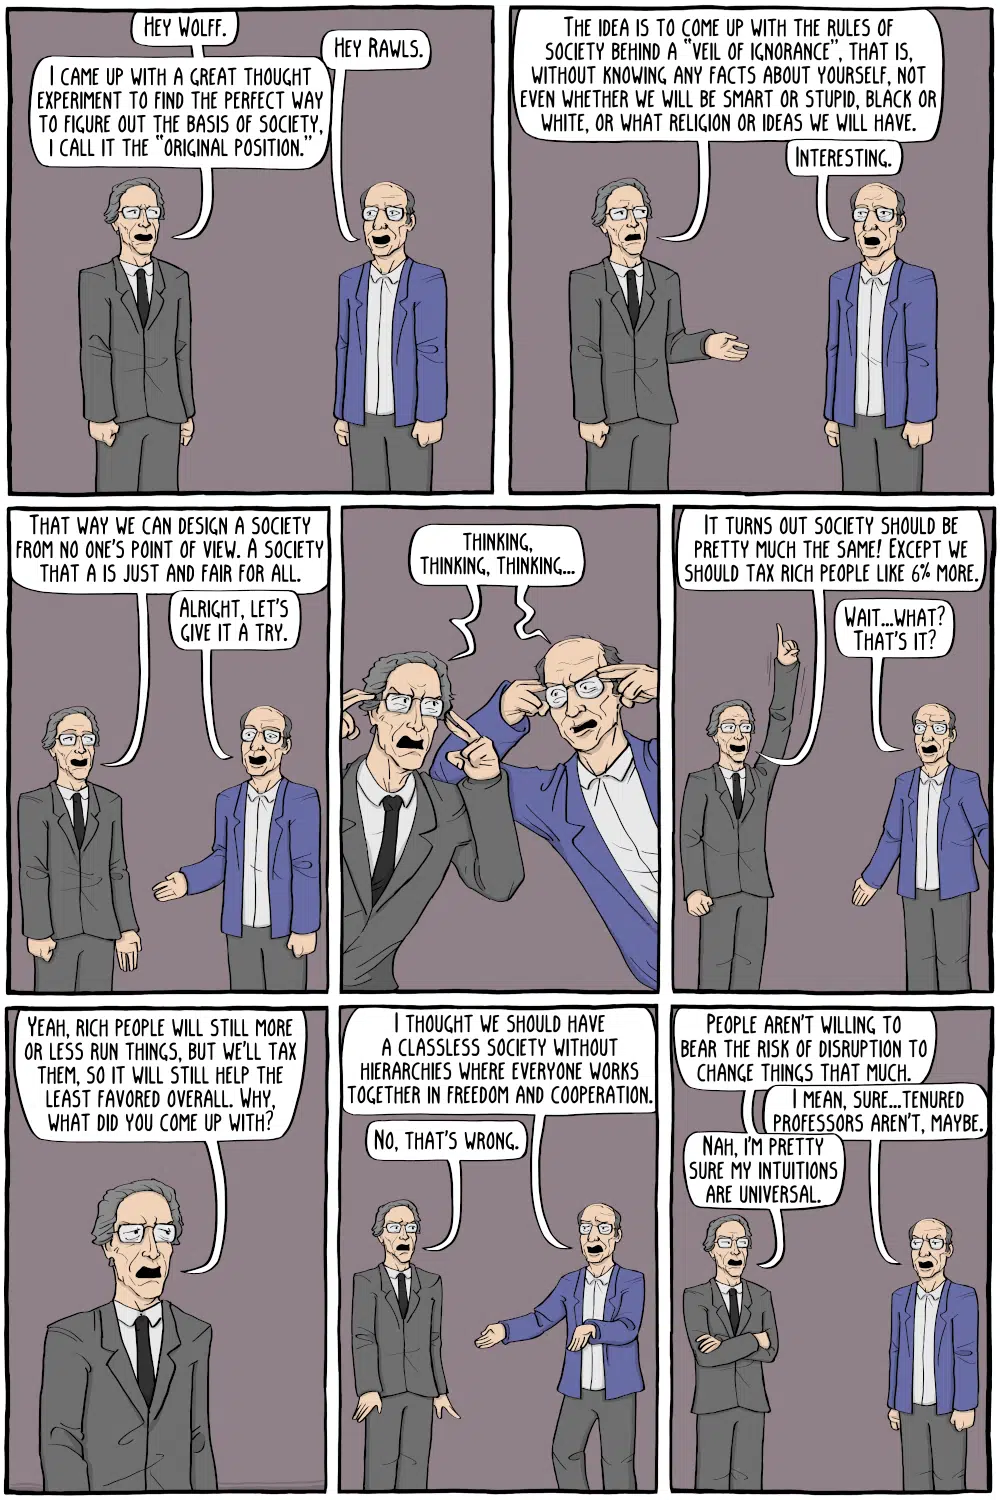 Hey Wolff.
I came up with a great thought
experiment to find the perfect way
to figure out the basis of society,
I call it the "original position."
Hey Rawls.
The idea is to come up with the rules of
society behind a "veil of ignorance", that is,
without knowing any facts about yourself, not
even whether we will be smart or stupid, black or
white, or what religion or ideas we will have.
Interesting.
That way we can design a society
from no one's point of view. A society
that a is just and fair for all.
Alright, let's
give it a try.
thinking,
thinking, thinking...
It turns out society should be
pretty much the same! Except we
should tax rich people like 6% more.
Wait...what?
That's it?
Yeah, rich people will still more
or less run things, but we'll tax
them, so it will still help the
least favored overall. Why,
what did you come up with?
I thought we should have
a classless society without
hierarchies where everyone works
together in freedom and cooperation.
No, that's wrong.
People aren't willing to
bear the risk of disruption to
change things that much.
I mean, sure...tenured
professors aren't, maybe.
Nah, I'm pretty
sure my intuitions
are universal.